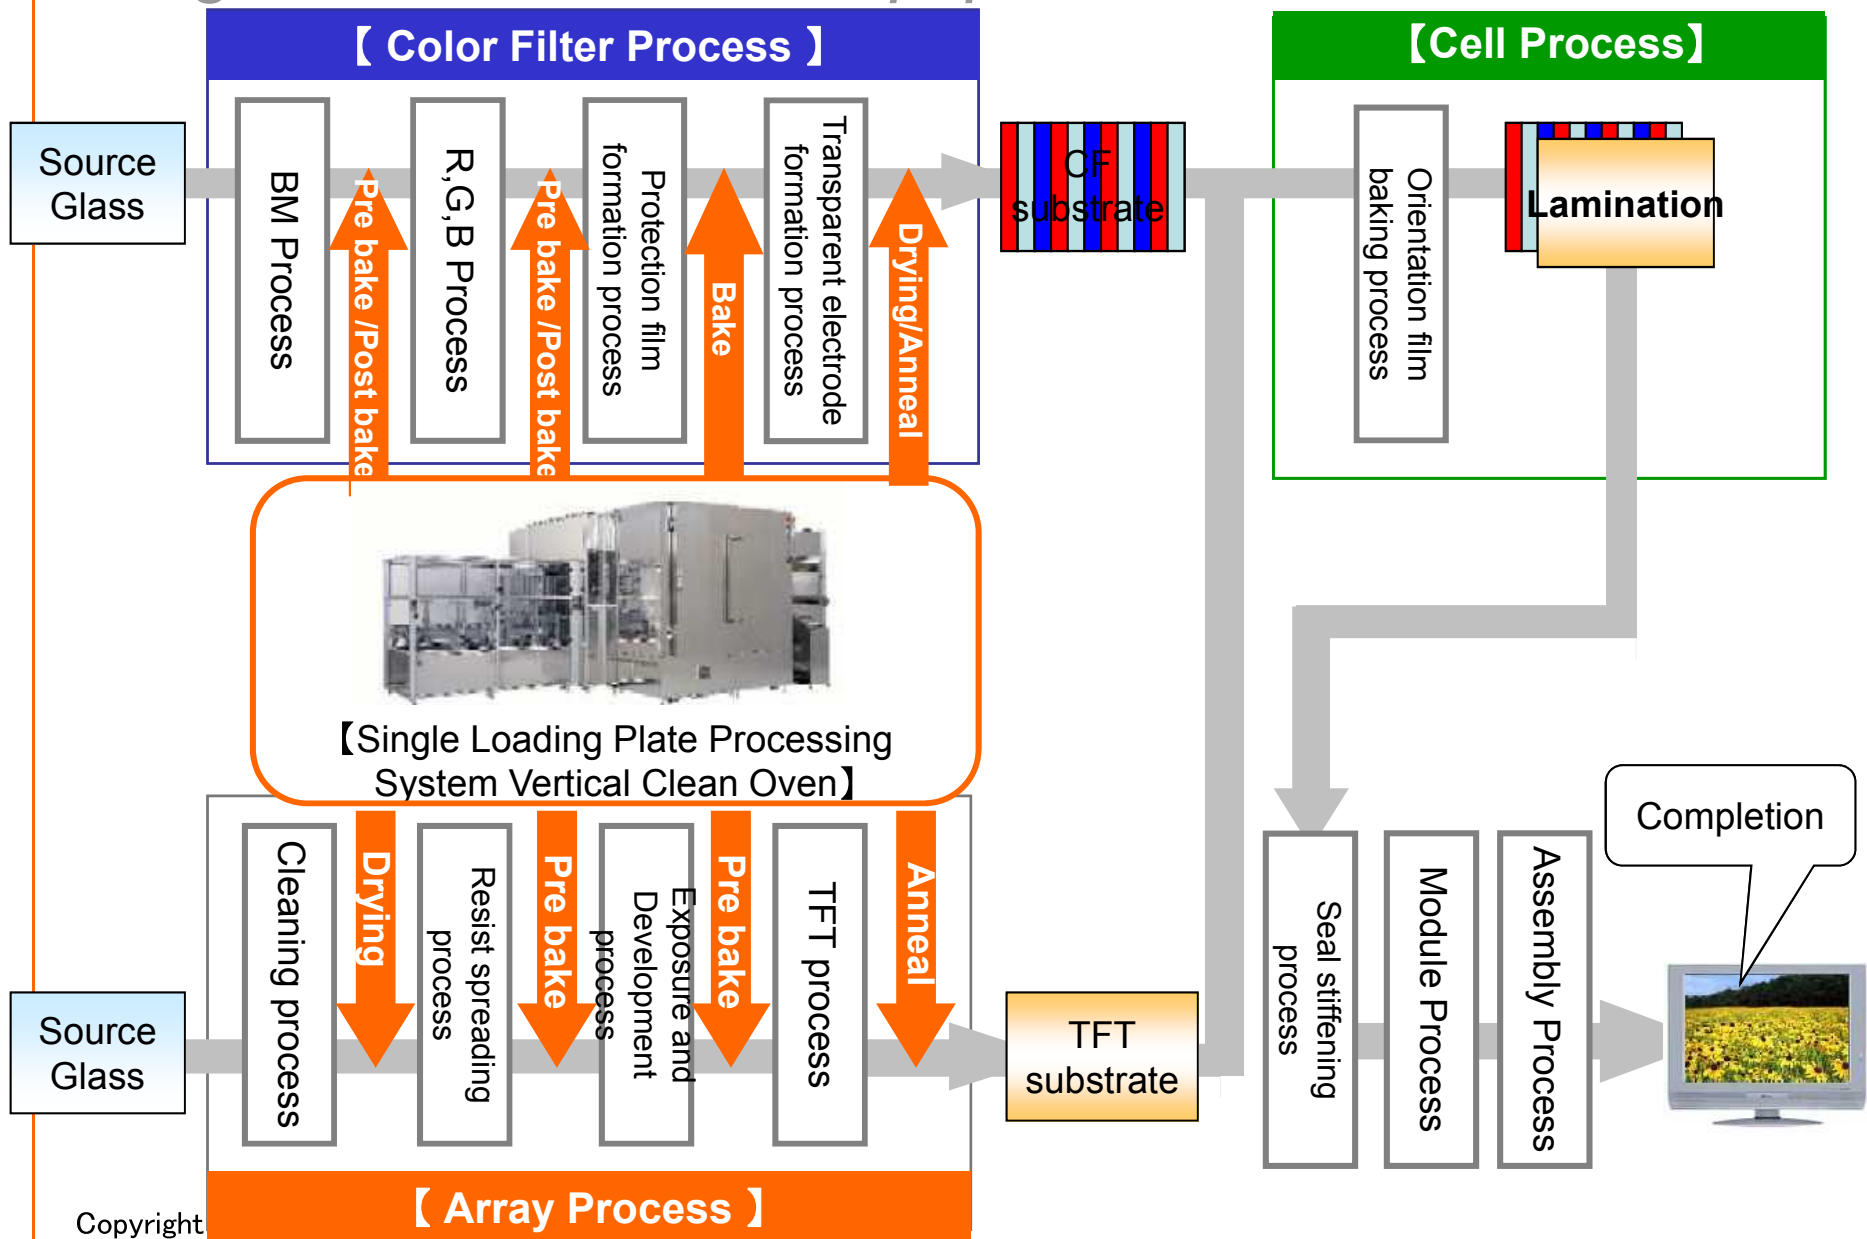 【 Color Filter Process 】
【Cell Process】
Source
Glass
BM Process
Pre bake /Post bake
R,G,B Process
Pre bake /Post bake
Protection film
formation process
Bake
Transparent electrode
formation process
Drying/Anneal
CF
substrate
Orientation film
baking process
Lamination
【Single Loading Plate Processing
System Vertical Clean Oven】
Source
Glass
Cleaning process
Drying
Resist spreading
process
Pre bake
Exposure and
Development
process
Pre bake
TFT process
Anneal
TFT
substrate
Seal stiffening
process
Module Process
Assembly Process
Completion
【 Array Process 】
Copyright